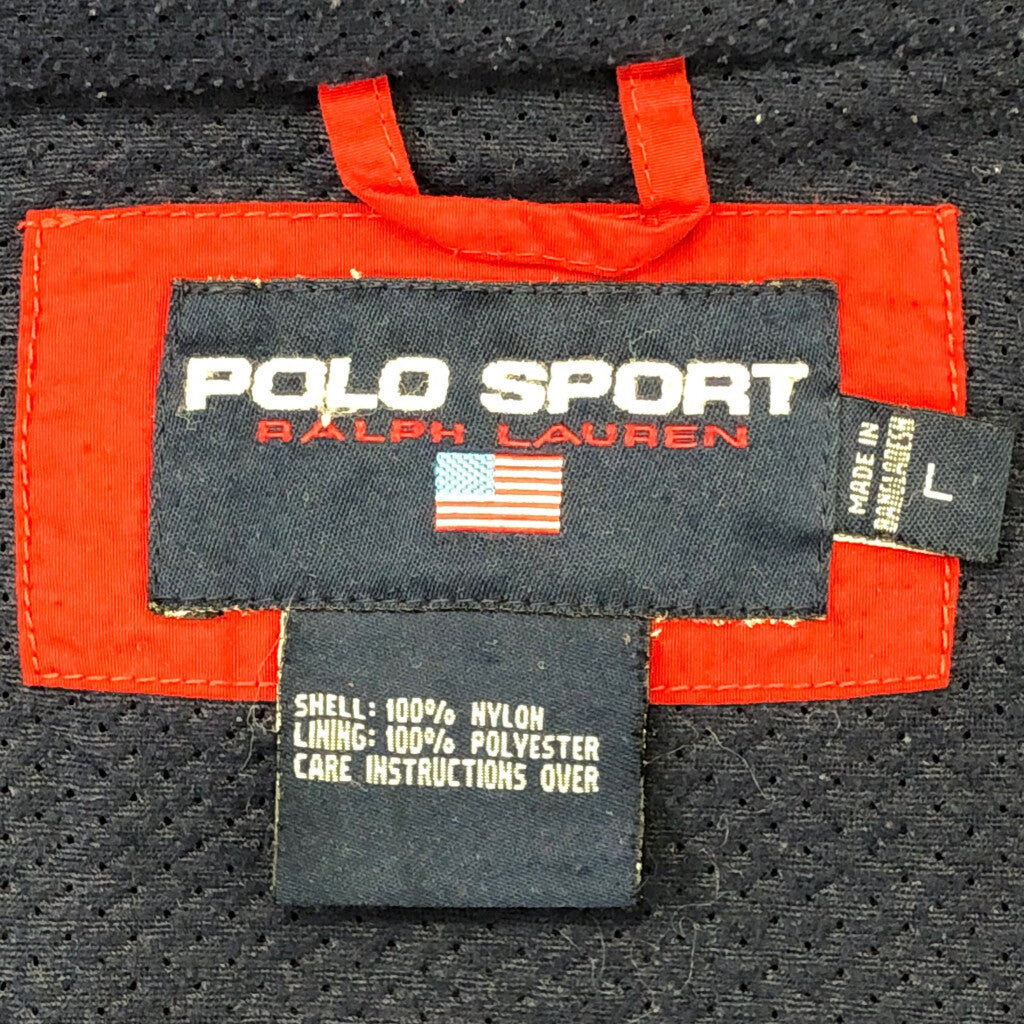 POLO SPORT
RALPH LAUREN
MADE IN
BANGLADESH
L
SHELL: 100% NYLON
LINING: 100% POLYESTER
CARE INSTRUCTIONS OVER